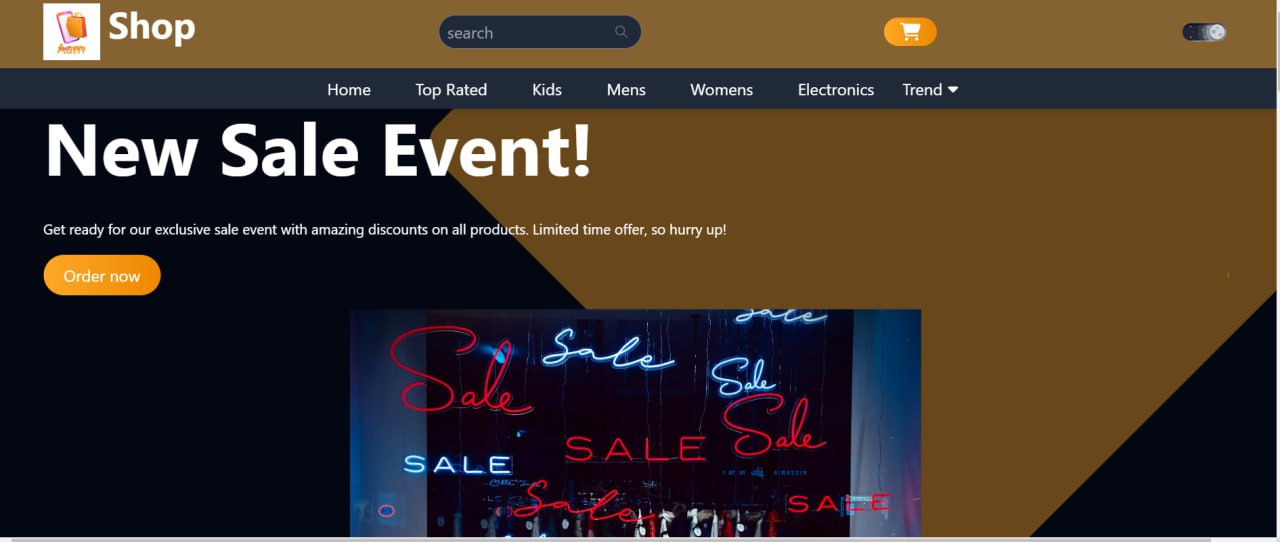 Shop
search
Home Top Rated Kids Mens Womens Electronics Trend
New Sale Event!
Get ready for our exclusive sale event with amazing discounts on all products. Limited time offer, so hurry up!
Order now
Sale
Sale
Sale
Sale
Sale
SALE
SALE
Sale
SALE